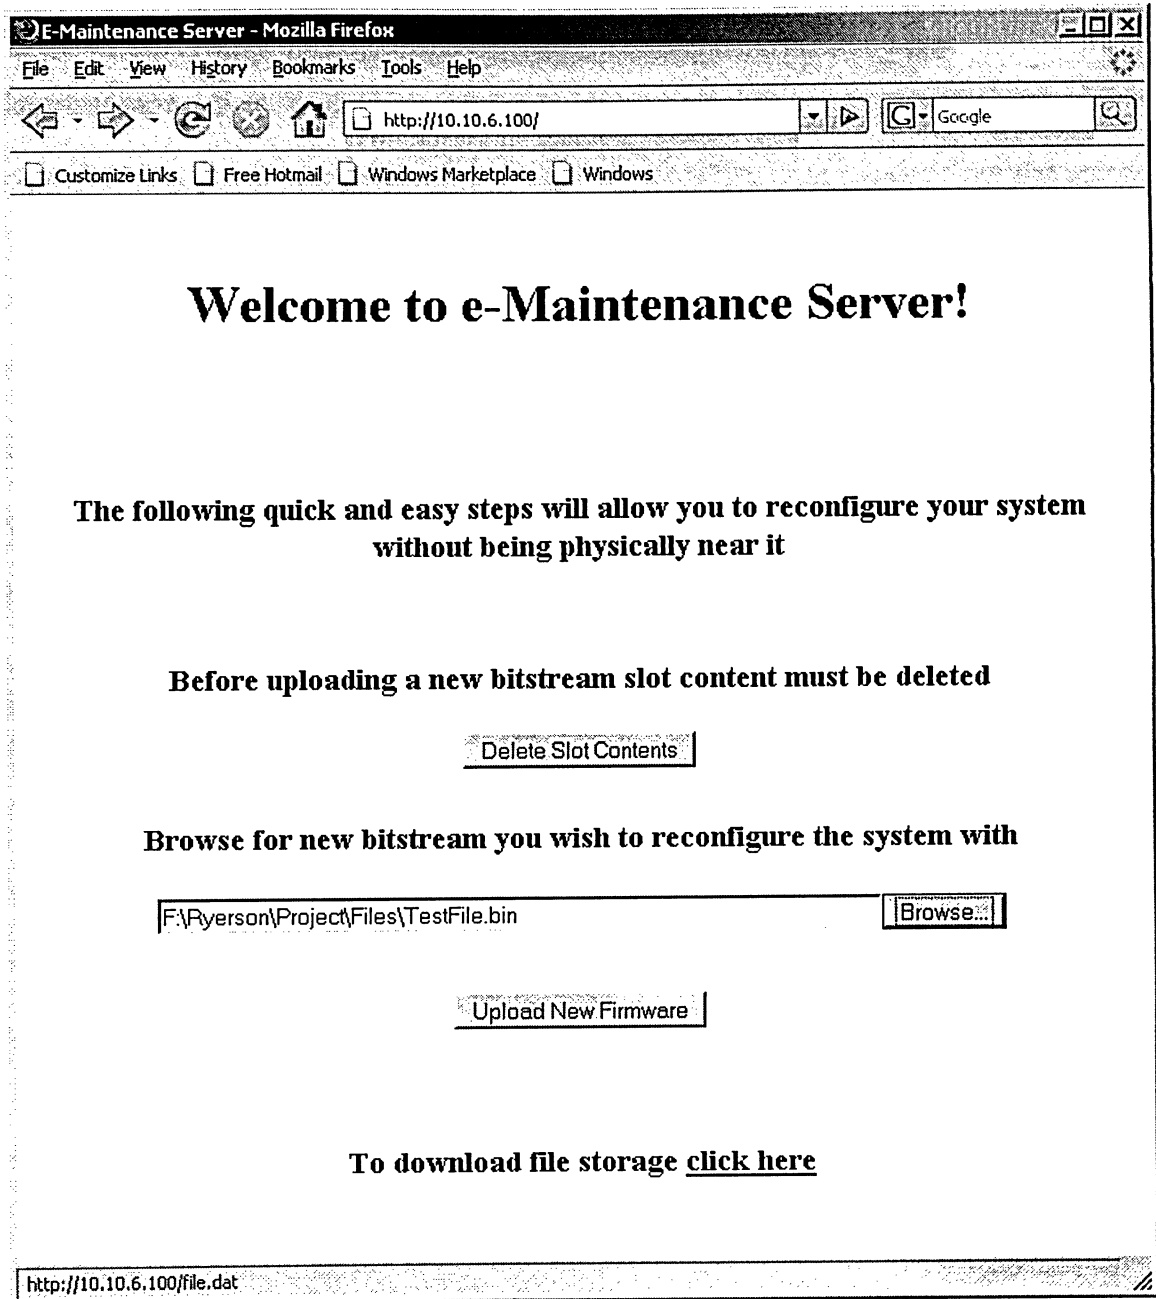 E-Maintenance Server - Mozilla Firefox
File Edit View History Bookmarks Tools Help
http://10.10.6.100/ G Google
Customize Links Free Hotmail Windows Marketplace Windows
Welcome to e-Maintenance Server!
The following quick and easy steps will allow you to reconfigure your system
without being physically near it
Before uploading a new bitstream slot content must be deleted
Delete Slot Contents
Browse for new bitstream you wish to reconfigure the system with
F:\Ryerson\Project\Files\TestFile.bin Browse...
Upload New Firmware
To download file storage click here
http://10.10.6.100/file.dat